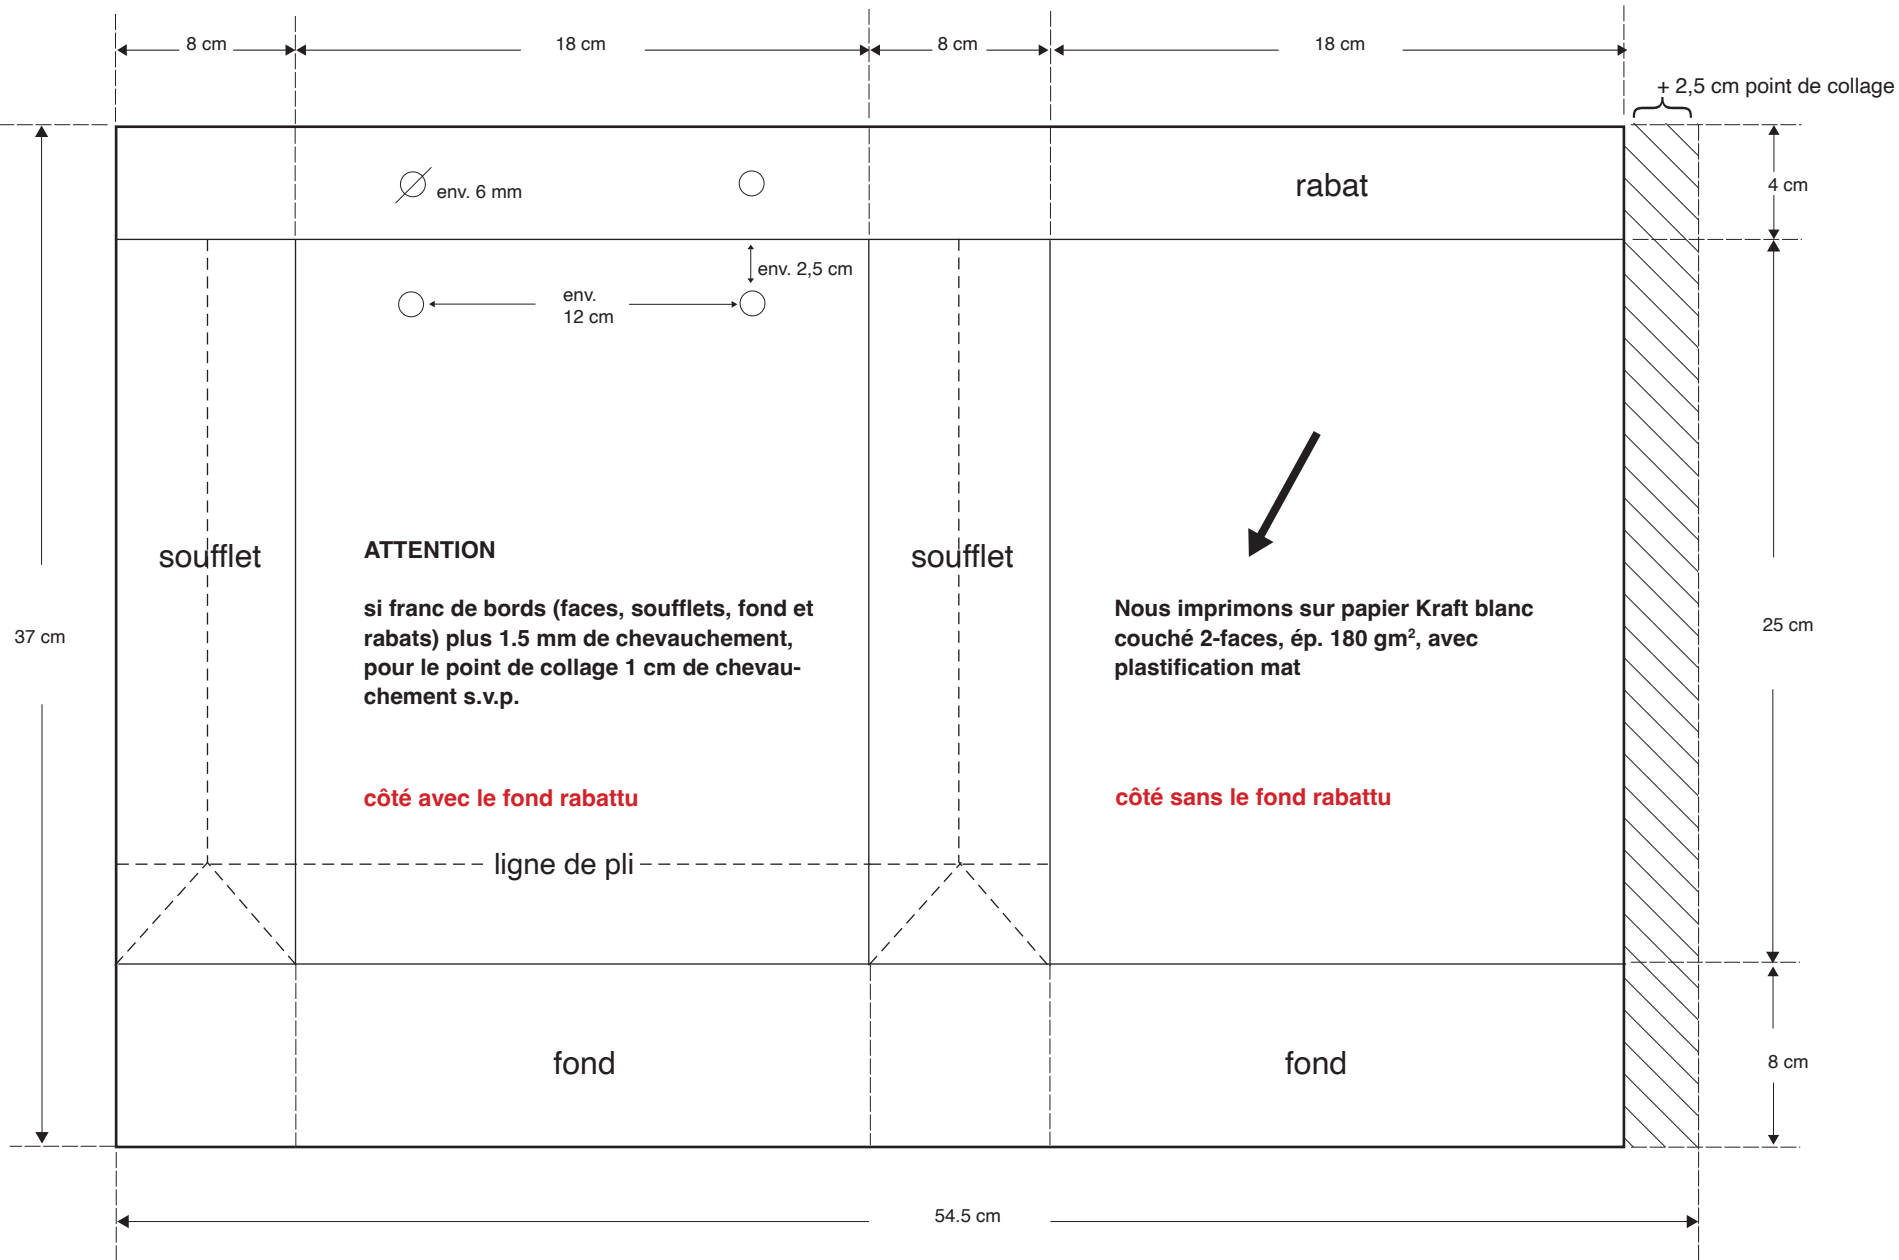 8 cm
18 cm
8 cm
18 cm
+ 2,5 cm point de collage
env. 6 mm
rabat
4 cm
env. 2,5 cm
env.
12 cm
soufflet
ATTENTION
si franc de bords (faces, soufflets, fond et
rabats) plus 1.5 mm de chevauchement,
pour le point de collage 1 cm de chevau-
chement s.v.p.
côté avec le fond rabattu
soufflet
Nous imprimons sur papier Kraft blanc
couché 2-faces, ép. 180 gm², avec
plastification mat
côté sans le fond rabattu
37 cm
25 cm
ligne de pli
fond
fond
8 cm
54.5 cm